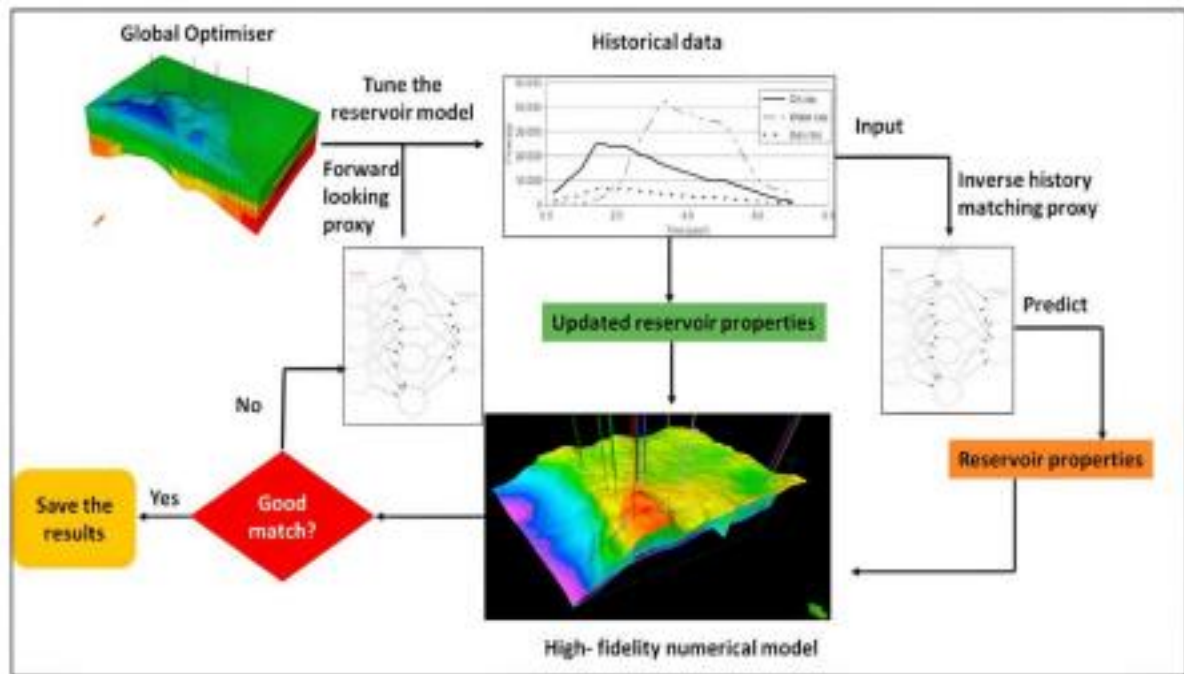 Global Optimiser
Historical data
Tune the
reservoir model
Input
Forward
looking
proxy
Inverse history
matching proxy
Updated reservoir properties
Predict
No
Reservoir properties
Yes
Save the
results
Good
match?
High- fidelity numerical model